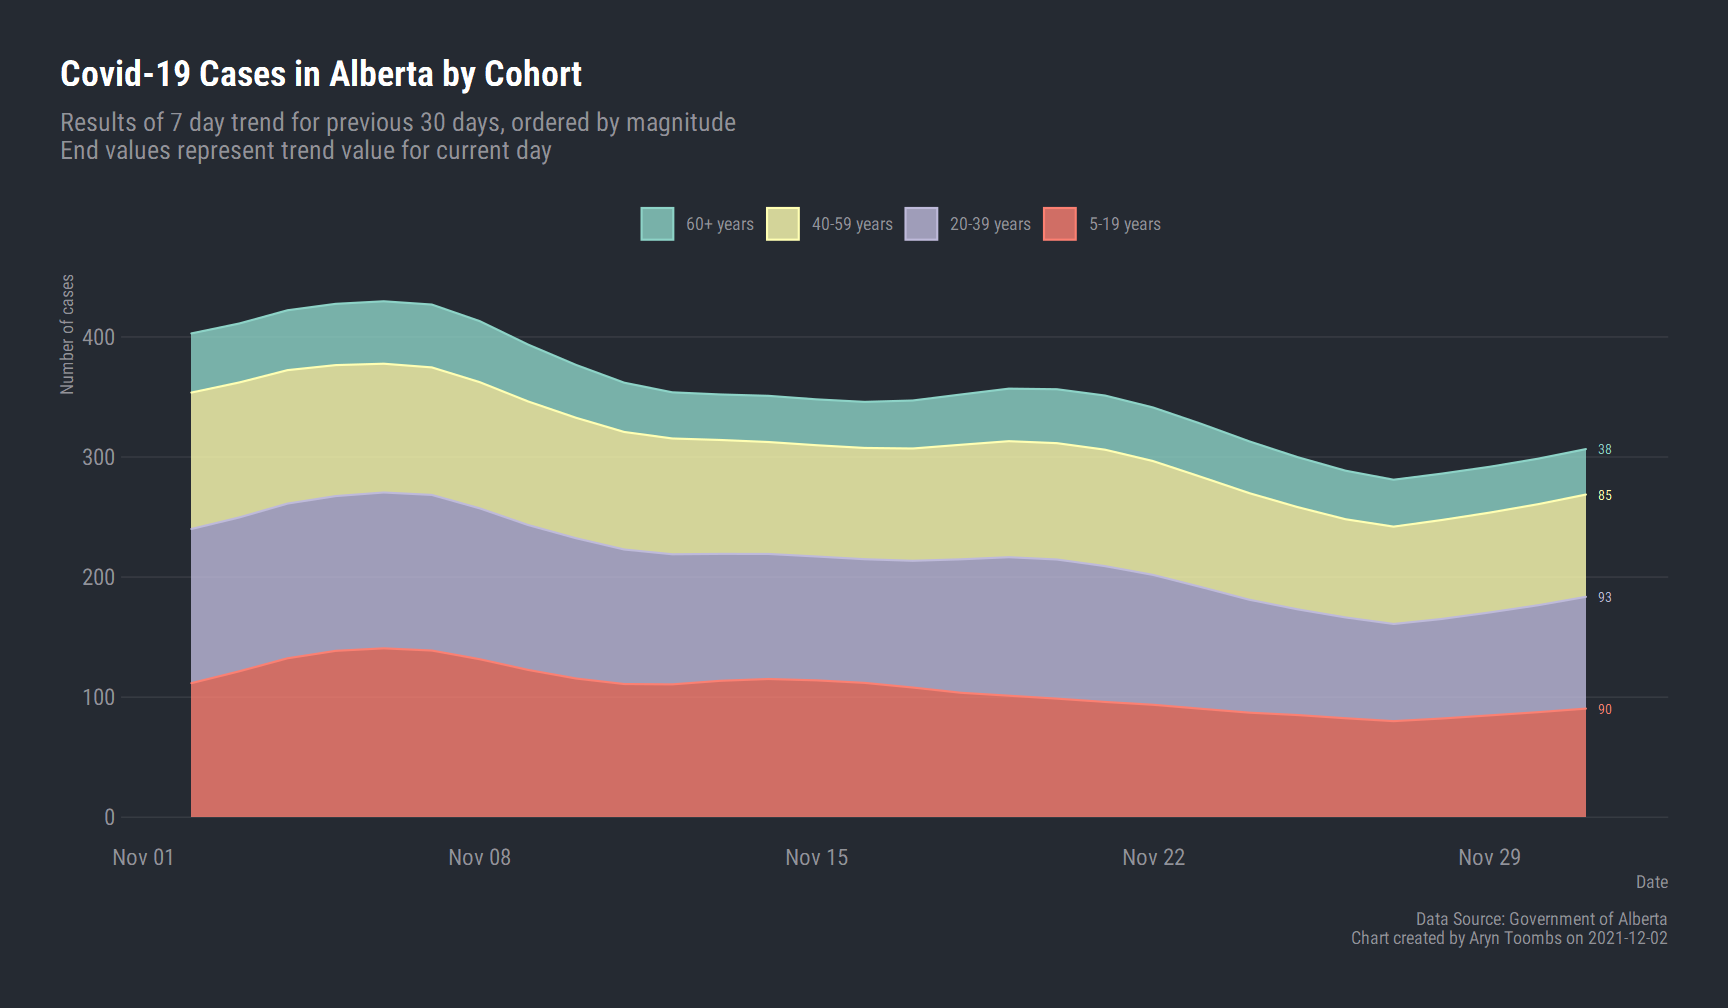 Covid-19 Cases in Alberta by Cohort
Results of 7 day trend for previous 30 days, ordered by magnitude
End values represent trend value for current day
60+ years
40-59 years
20-39 years
5-19 years
Number of cases
400
300
200
100
0
38
85
93
90
Nov 01
Nov 08
Nov 15
Nov 22
Nov 29
Date
Data Source: Government of Alberta
Chart created by Aryn Toombs on 2021-12-02